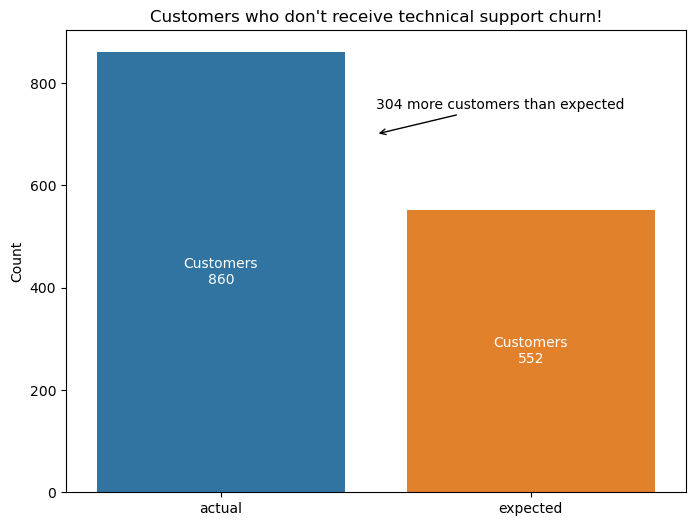 Customers who don't receive technical support churn!
304 more customers than expected
Count
800
600
400
200
0
Customers
860
Customers
552
actual
expected